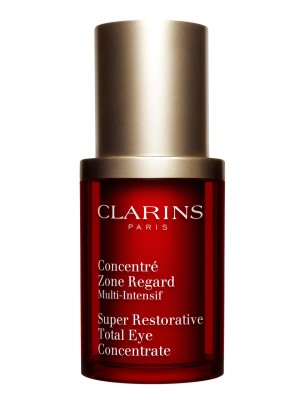 CLARINS
PARIS
Concentré
Zone Regard
Multi-Intensif
Super Restorative
Total Eye
Concentrate